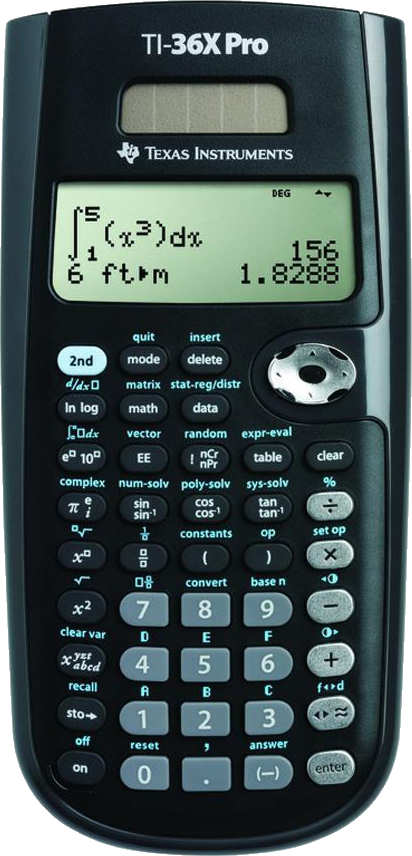 TI-36X Pro
TEXAS INSTRUMENTS
DEG
∫₁⁵(x³)dx 156
6 ft▸m 1.8288
quit insert
2nd mode delete
d/dx□ matrix stat-reg/distr
ln log math data
∫□dx vector random expr-eval
e□ 10□ EE ! nCr nPr table clear
complex num-solv poly-solv sys-solv %
π e i sin sin-1 cos cos-1 tan tan-1 ÷
□√ 1/□ constants op set op
x□ □/□ ( ) ×
√ □□/□ convert base n ◂◑
x² 7 8 9 −
clear var D E F ◑▸
x yzt abcd 4 5 6 +
recall A B C f◂▸d
sto→ 1 2 3 ◂▸≈
off reset , answer
on 0 . (−) enter